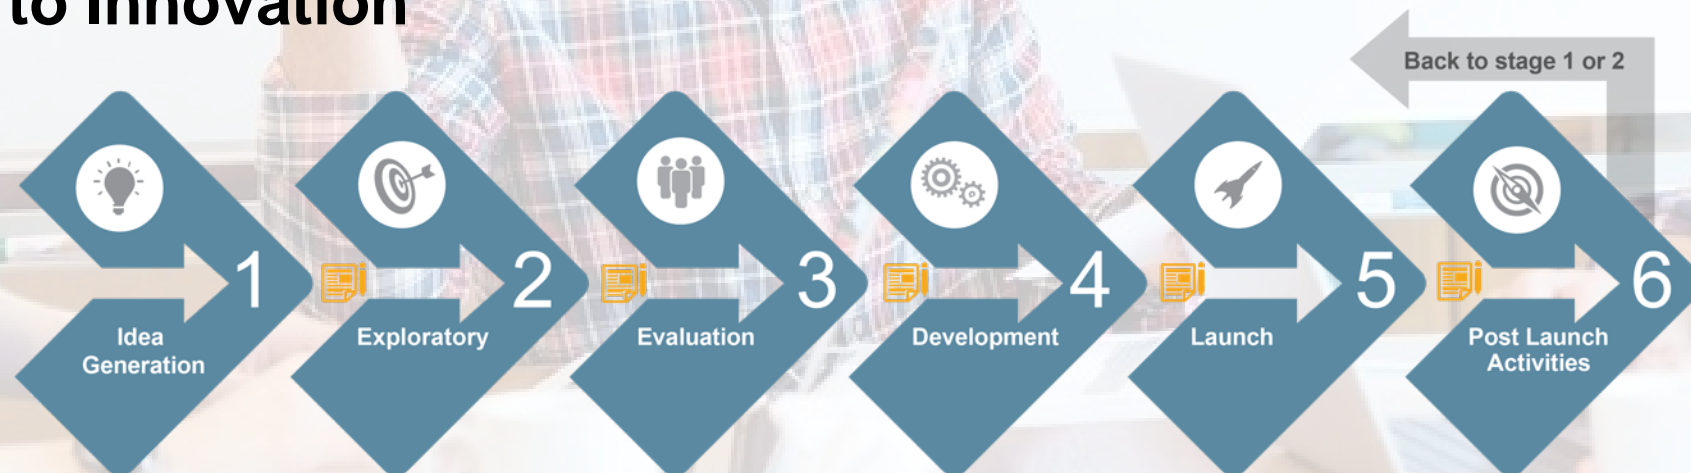 to Innovation
Back to stage 1 or 2
1
Idea
Generation
2
Exploratory
3
Evaluation
4
Development
5
Launch
6
Post Launch
Activities